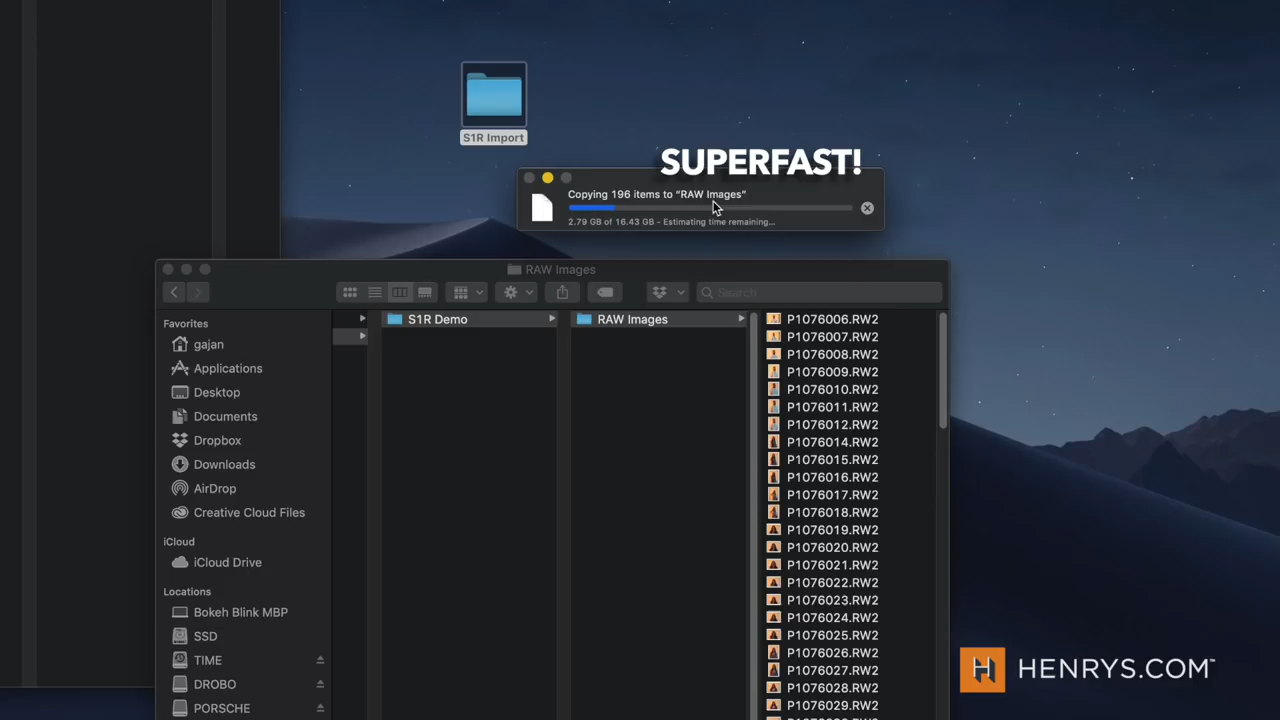 S1R Import
SUPERFAST!
Copying 196 items to “RAW Images”
2.79 GB of 16.43 GB - Estimating time remaining...
RAW Images
Search
Favorites
gajan
Applications
Desktop
Documents
Dropbox
Downloads
AirDrop
Creative Cloud Files
iCloud
iCloud Drive
Locations
Bokeh Blink MBP
SSD
TIME
DROBO
PORSCHE
S1R Demo
RAW Images
P1076006.RW2
P1076007.RW2
P1076008.RW2
P1076009.RW2
P1076010.RW2
P1076011.RW2
P1076012.RW2
P1076014.RW2
P1076015.RW2
P1076016.RW2
P1076017.RW2
P1076018.RW2
P1076019.RW2
P1076020.RW2
P1076021.RW2
P1076022.RW2
P1076023.RW2
P1076024.RW2
P1076025.RW2
P1076026.RW2
P1076027.RW2
P1076028.RW2
P1076029.RW2
HENRYS.COM™